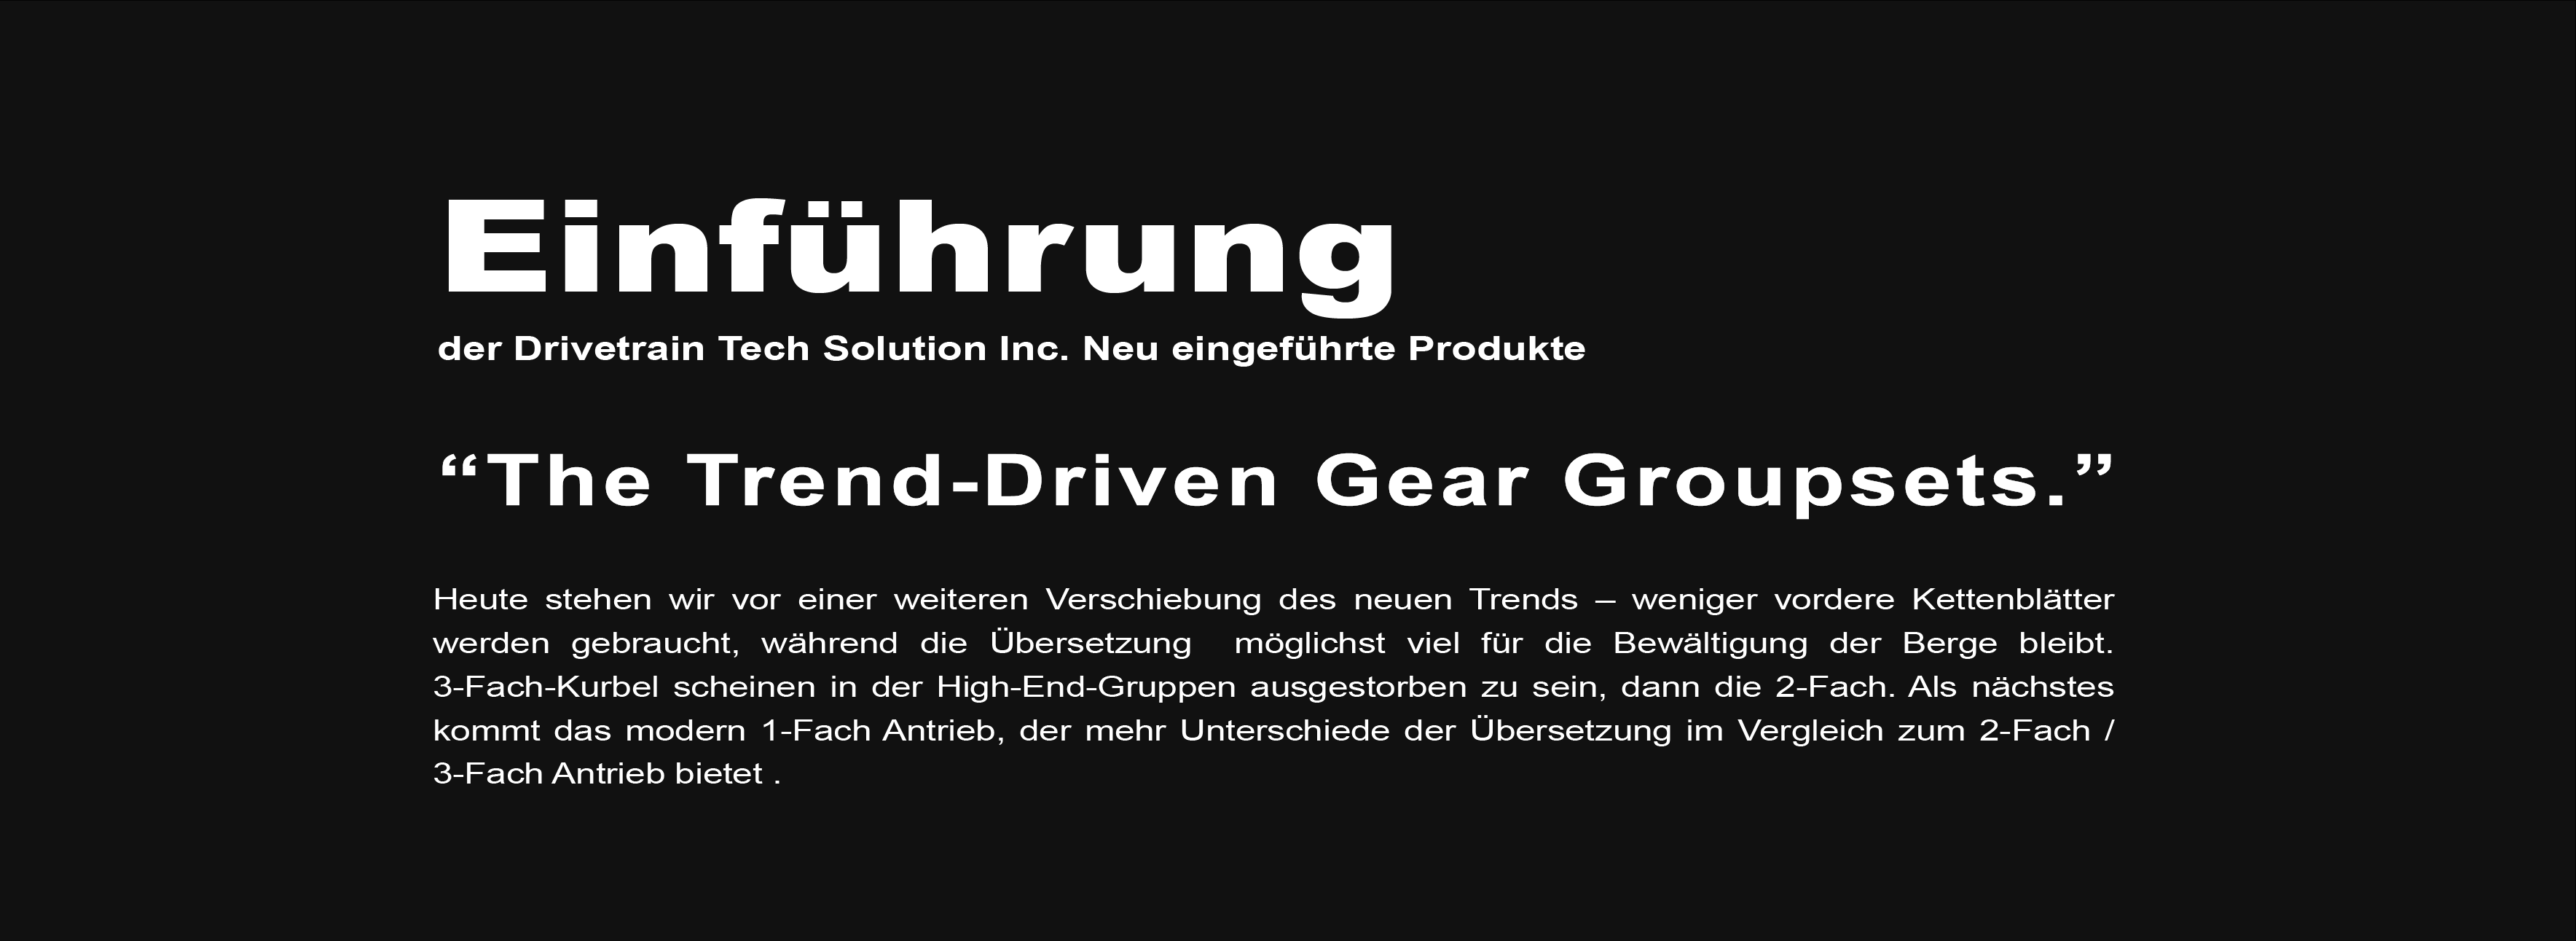 Einführung
der Drivetrain Tech Solution Inc. Neu eingeführte Produkte
“The Trend-Driven Gear Groupsets.”
Heute stehen wir vor einer weiteren Verschiebung des neuen Trends – weniger vordere Kettenblätter
werden gebraucht, während die Übersetzung  möglichst viel für die Bewältigung der Berge bleibt.
3-Fach-Kurbel scheinen in der High-End-Gruppen ausgestorben zu sein, dann die 2-Fach. Als nächstes
kommt das modern 1-Fach Antrieb, der mehr Unterschiede der Übersetzung im Vergleich zum 2-Fach /
3-Fach Antrieb bietet .